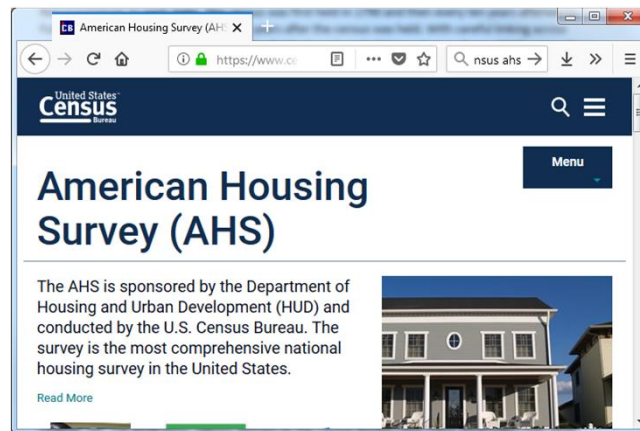 American Housing Survey (AH
https://www.ce
nsus ahs
United States
Census
Bureau
Menu
American Housing
Survey (AHS)
The AHS is sponsored by the Department of
Housing and Urban Development (HUD) and
conducted by the U.S. Census Bureau. The
survey is the most comprehensive national
housing survey in the United States.
Read More